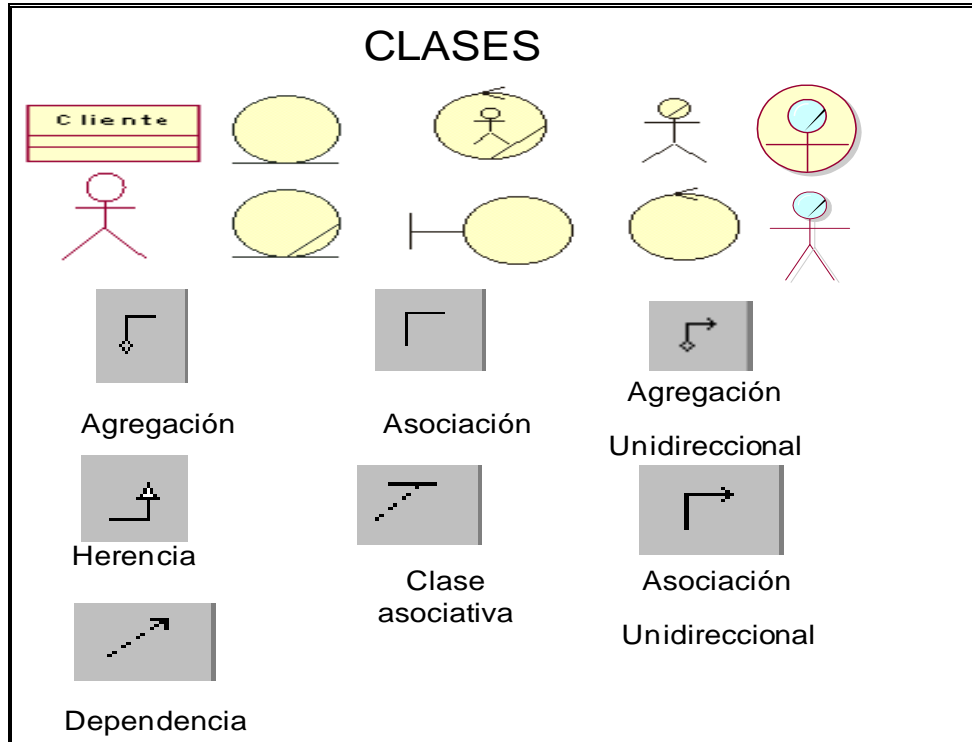 CLASES
Cliente
Agregación
Asociación
Agregación
Unidireccional
Herencia
Clase
asociativa
Asociación
Unidireccional
Dependencia